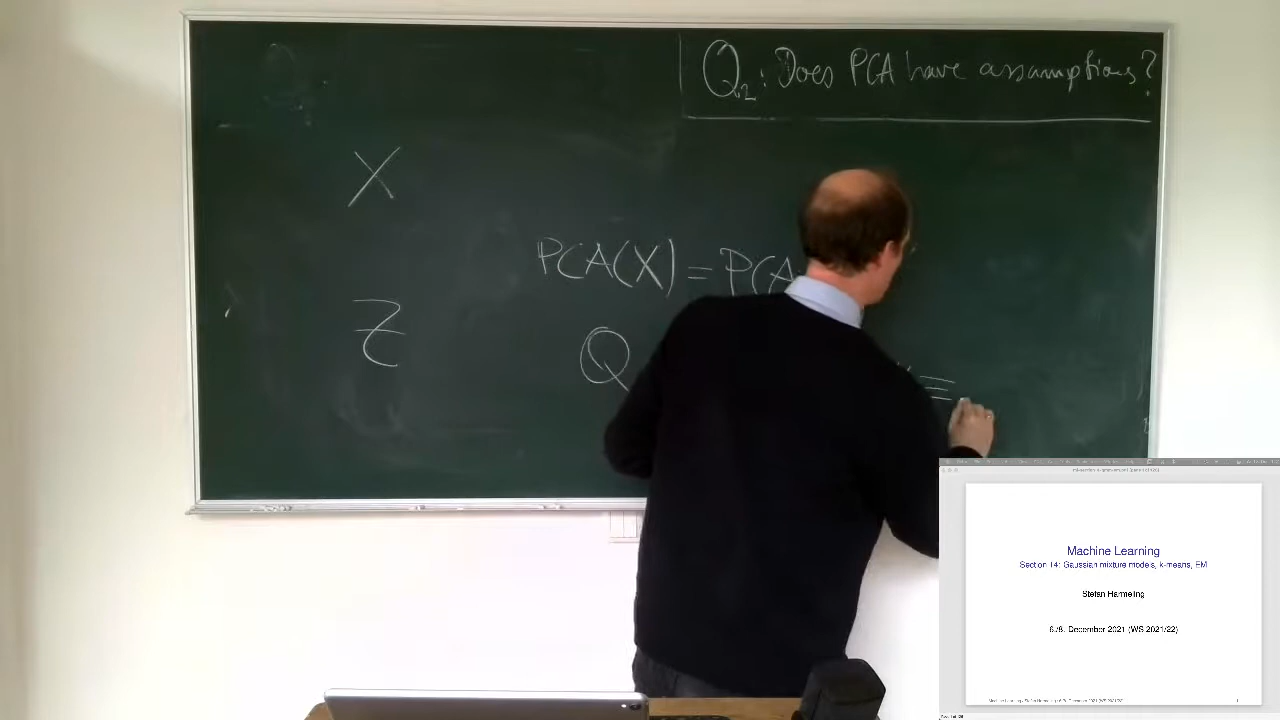 Q2: Does PCA have assumptions?
X
PCA(X) = PCA
Z
Q
=
Machine Learning
Section 14: Gaussian mixture models, k-means, EM
Stefan Harmeling
6./8. December 2021 (WS 2021/22)